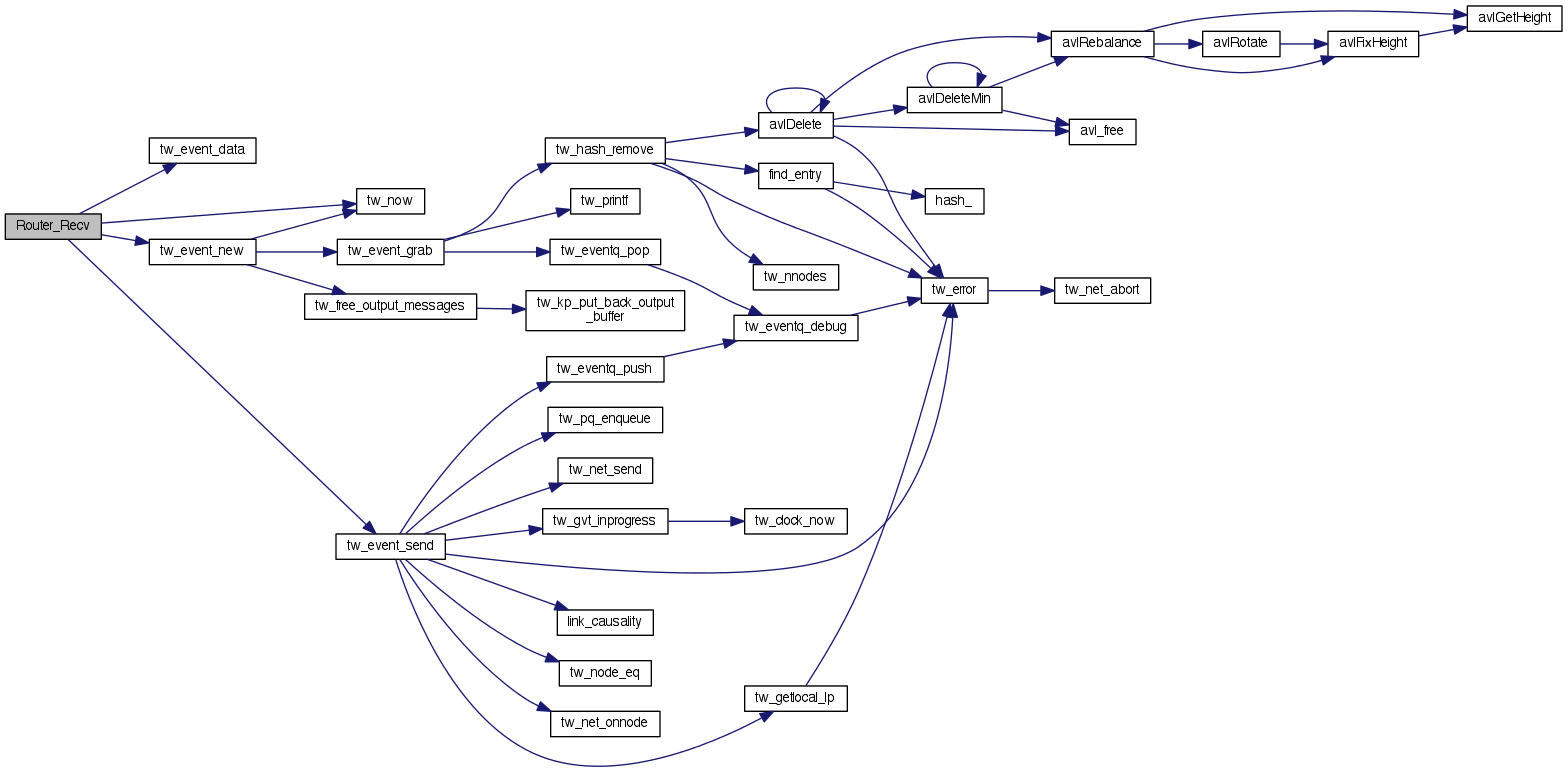 Router_Recv
tw_event_data
tw_now
tw_event_new
tw_event_grab
tw_free_output_messages
tw_hash_remove
tw_printf
tw_eventq_pop
tw_kp_put_back_output
_buffer
avlDelete
find_entry
tw_nnodes
tw_eventq_debug
avlRebalance
avlDeleteMin
avl_free
hash_
tw_error
tw_net_abort
avlRotate
avlFixHeight
avlGetHeight
tw_event_send
tw_eventq_push
tw_pq_enqueue
tw_net_send
tw_gvt_inprogress
tw_clock_now
link_causality
tw_node_eq
tw_net_onnode
tw_getlocal_lp